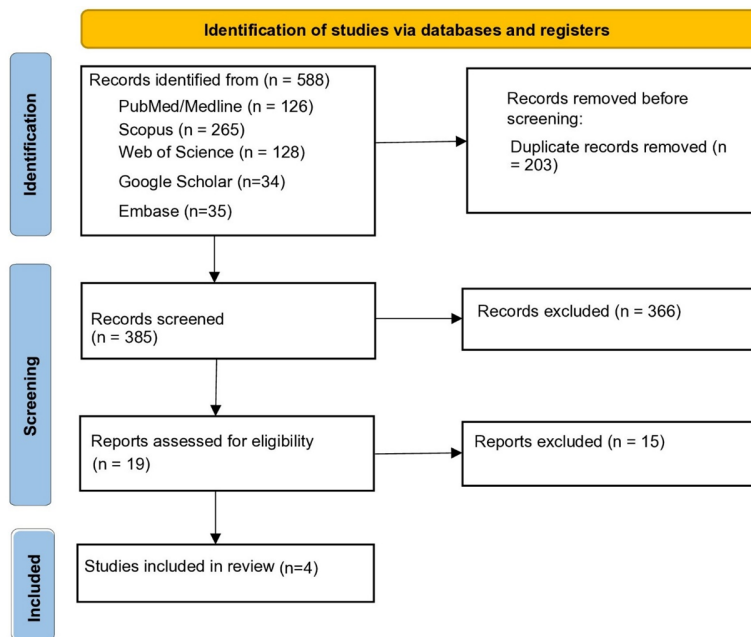 Identification of studies via databases and registers
Identification
Records identified from (n = 588)
PubMed/Medline (n = 126)
Scopus (n = 265)
Web of Science (n = 128)
Google Scholar (n=34)
Embase (n=35)
Records removed before
screening:
Duplicate records removed (n
= 203)
Screening
Records screened
(n = 385)
Records excluded (n = 366)
Reports assessed for eligibility
(n = 19)
Reports excluded (n = 15)
Included
Studies included in review (n=4)